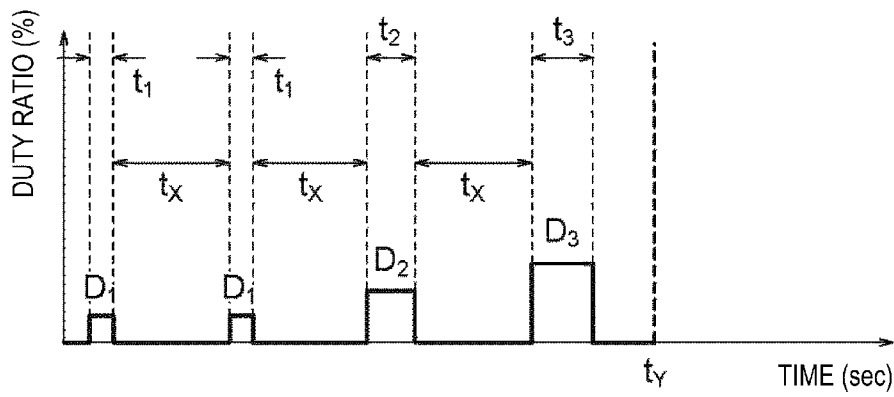 DUTY RATIO (%)
t₁
t₁
t₂
t₃
tX
tX
tX
D₁
D₁
D₂
D₃
tY
TIME (sec)